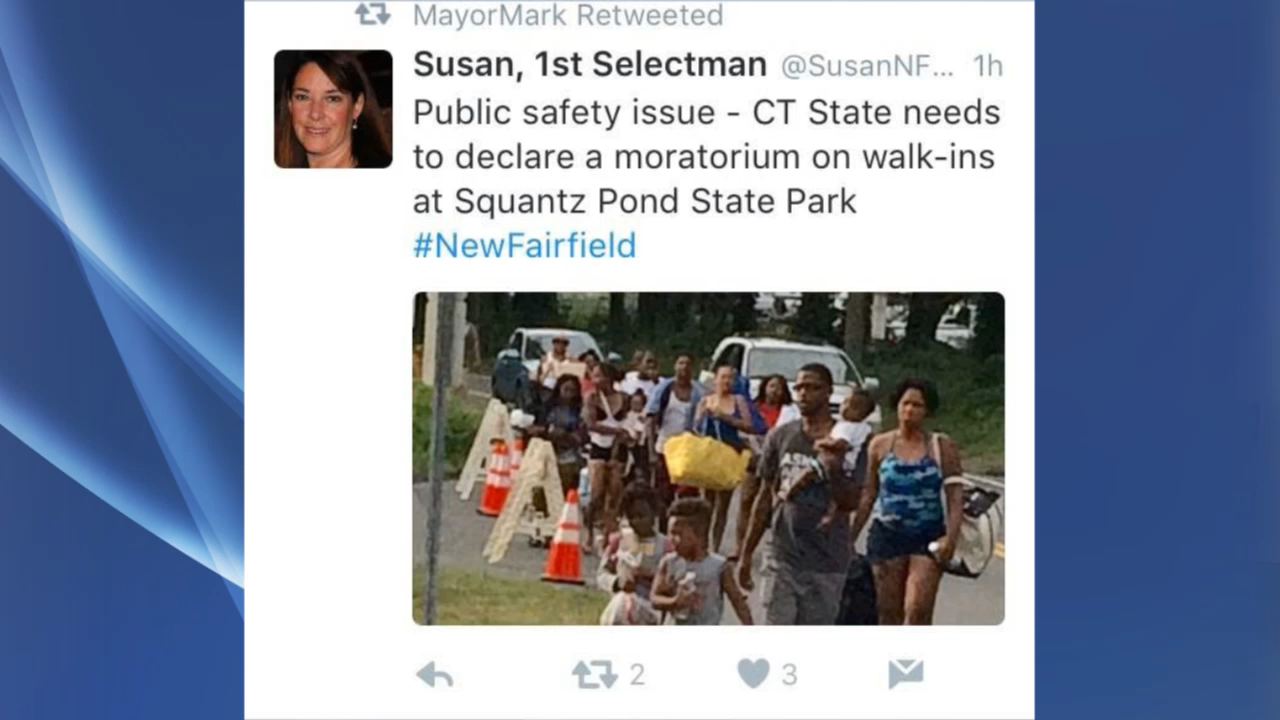 MayorMark Retweeted
Susan, 1st Selectman @SusanNF... 1h
Public safety issue - CT State needs
to declare a moratorium on walk-ins
at Squantz Pond State Park
#NewFairfield
2 3